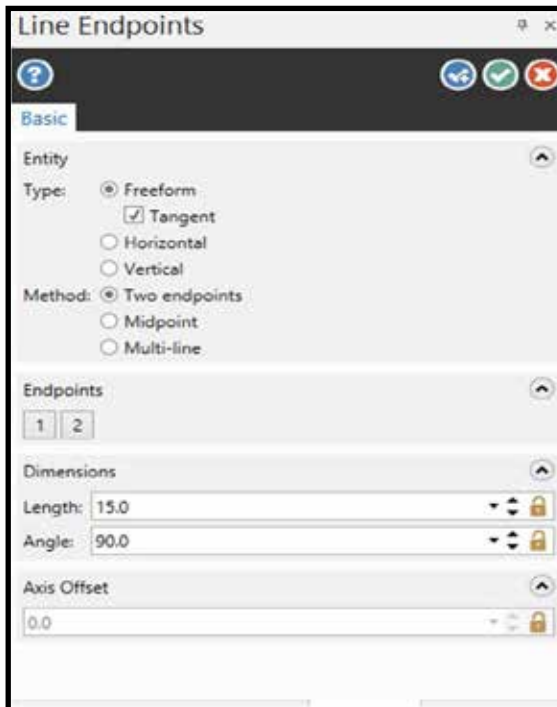 Line Endpoints
Basic
Entity
Type: Freeform
Tangent
Horizontal
Vertical
Method: Two endpoints
Midpoint
Multi-line
Endpoints
1 2
Dimensions
Length: 15.0
Angle: 90.0
Axis Offset
0.0